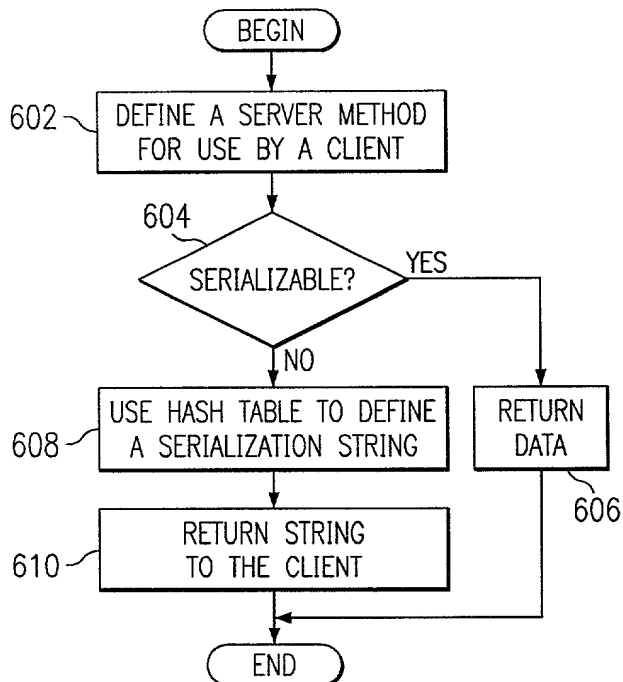 BEGIN
602
DEFINE A SERVER METHOD
FOR USE BY A CLIENT
604
SERIALIZABLE?
YES
NO
608
USE HASH TABLE TO DEFINE
A SERIALIZATION STRING
RETURN
DATA
606
610
RETURN STRING
TO THE CLIENT
END